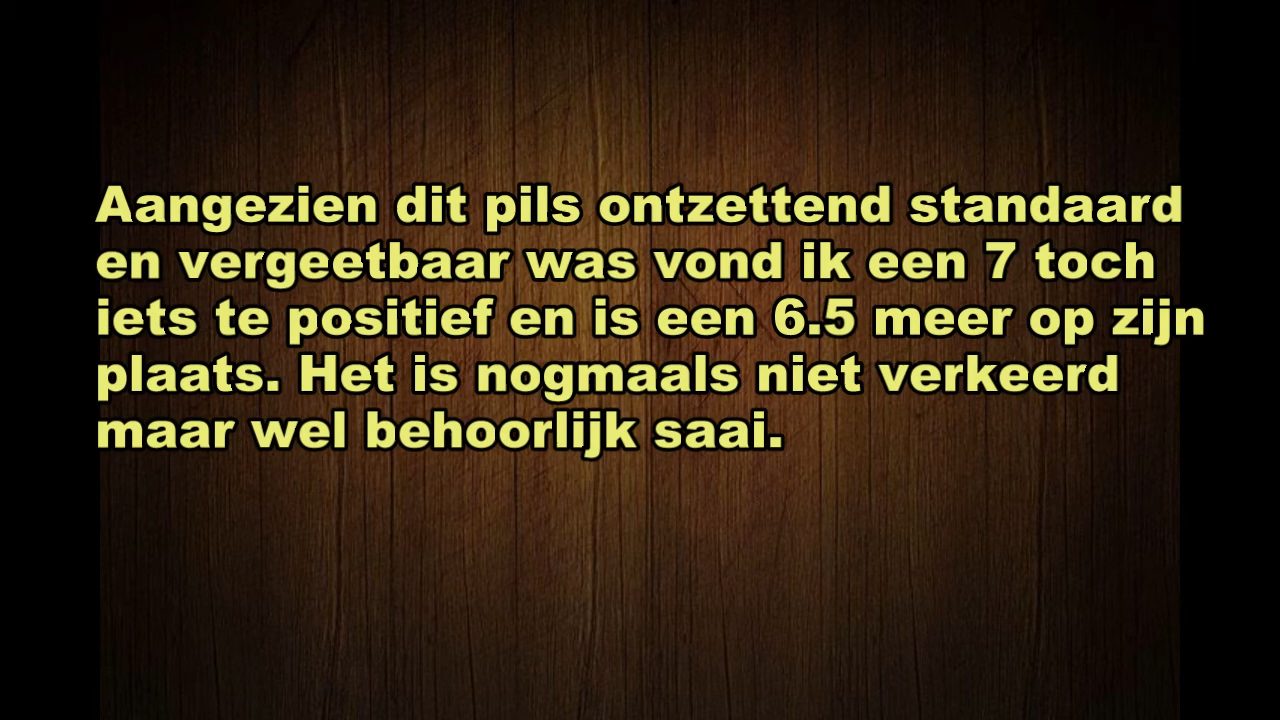 Aangezien dit pils ontzettend standaard
en vergeetbaar was vond ik een 7 toch
iets te positief en is een 6.5 meer op zijn
plaats. Het is nogmaals niet verkeerd
maar wel behoorlijk saai.